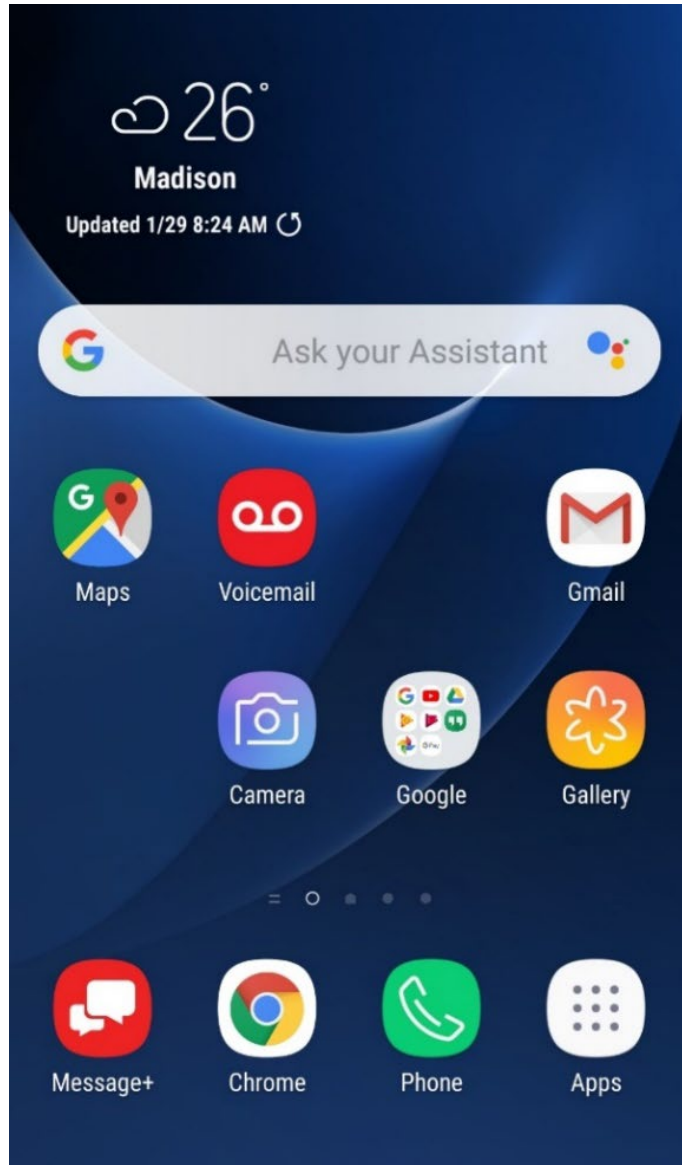 26°
Madison
Updated 1/29 8:24 AM
G Ask your Assistant
G
Maps Voicemail Gmail
G
G Pay
Camera Google Gallery
Message+ Chrome Phone Apps